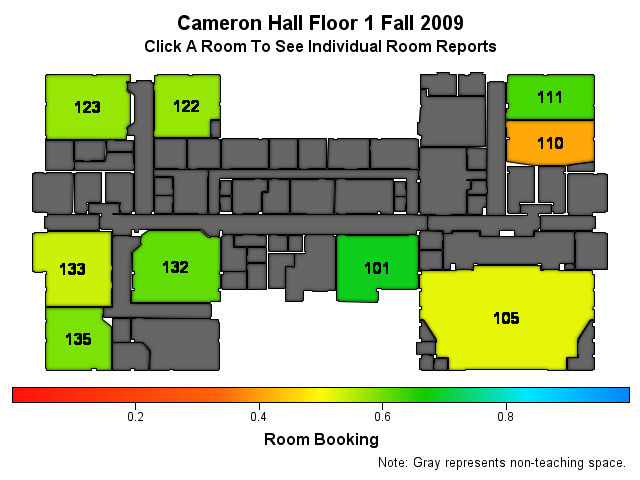 Cameron Hall Floor 1 Fall 2009
Click A Room To See Individual Room Reports
123
122
111
110
133
132
101
105
135
0.2 0.4 0.6 0.8
Room Booking
Note: Gray represents non-teaching space.